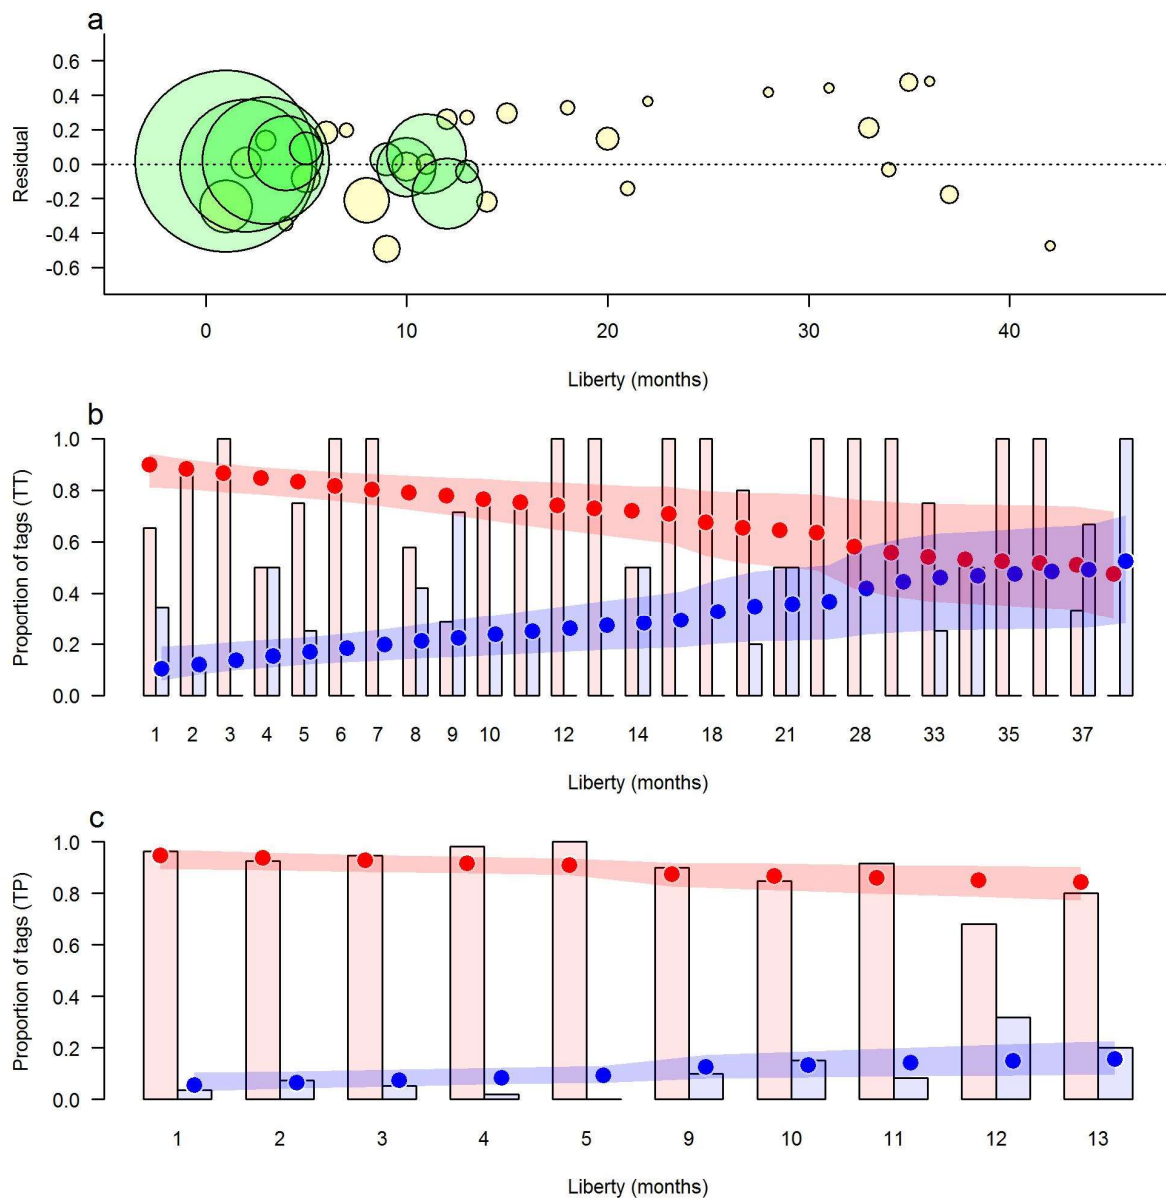 a
Residual
0.6
0.4
0.2
0.0
-0.2
-0.4
-0.6
0 10 20 30 40
Liberty (months)
b
Proportion of tags (TT)
1.0
0.8
0.6
0.4
0.2
0.0
1 2 3 4 5 6 7 8 9 10 12 14 18 21 28 33 35 37
Liberty (months)
c
Proportion of tags (TP)
1.0
0.8
0.6
0.4
0.2
0.0
1 2 3 4 5 9 10 11 12 13
Liberty (months)